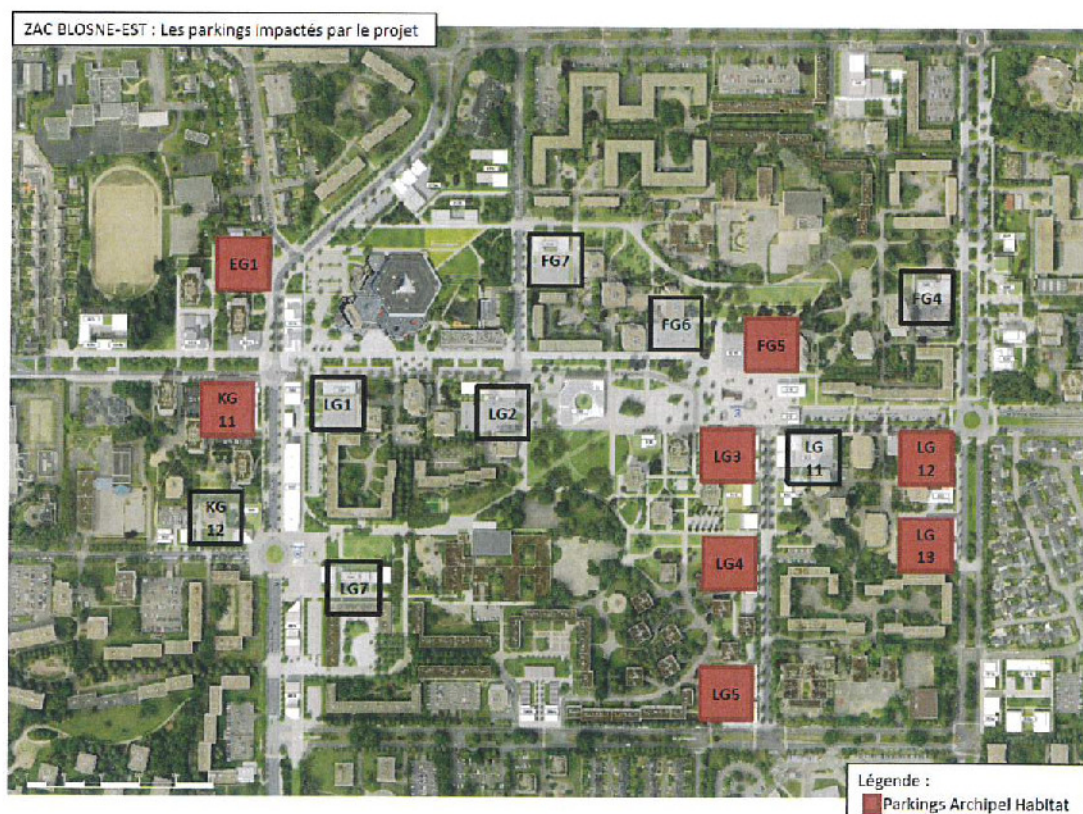 ZAC BLOSNE-EST : Les parkings impactés par le projet
EG1
FG7
FG4
FG6
FG5
KG
11
LG1
LG2
LG3
LG
11
LG
12
KG
12
LG
13
LG4
LG7
LG5
Légende :
Parkings Archipel Habitat